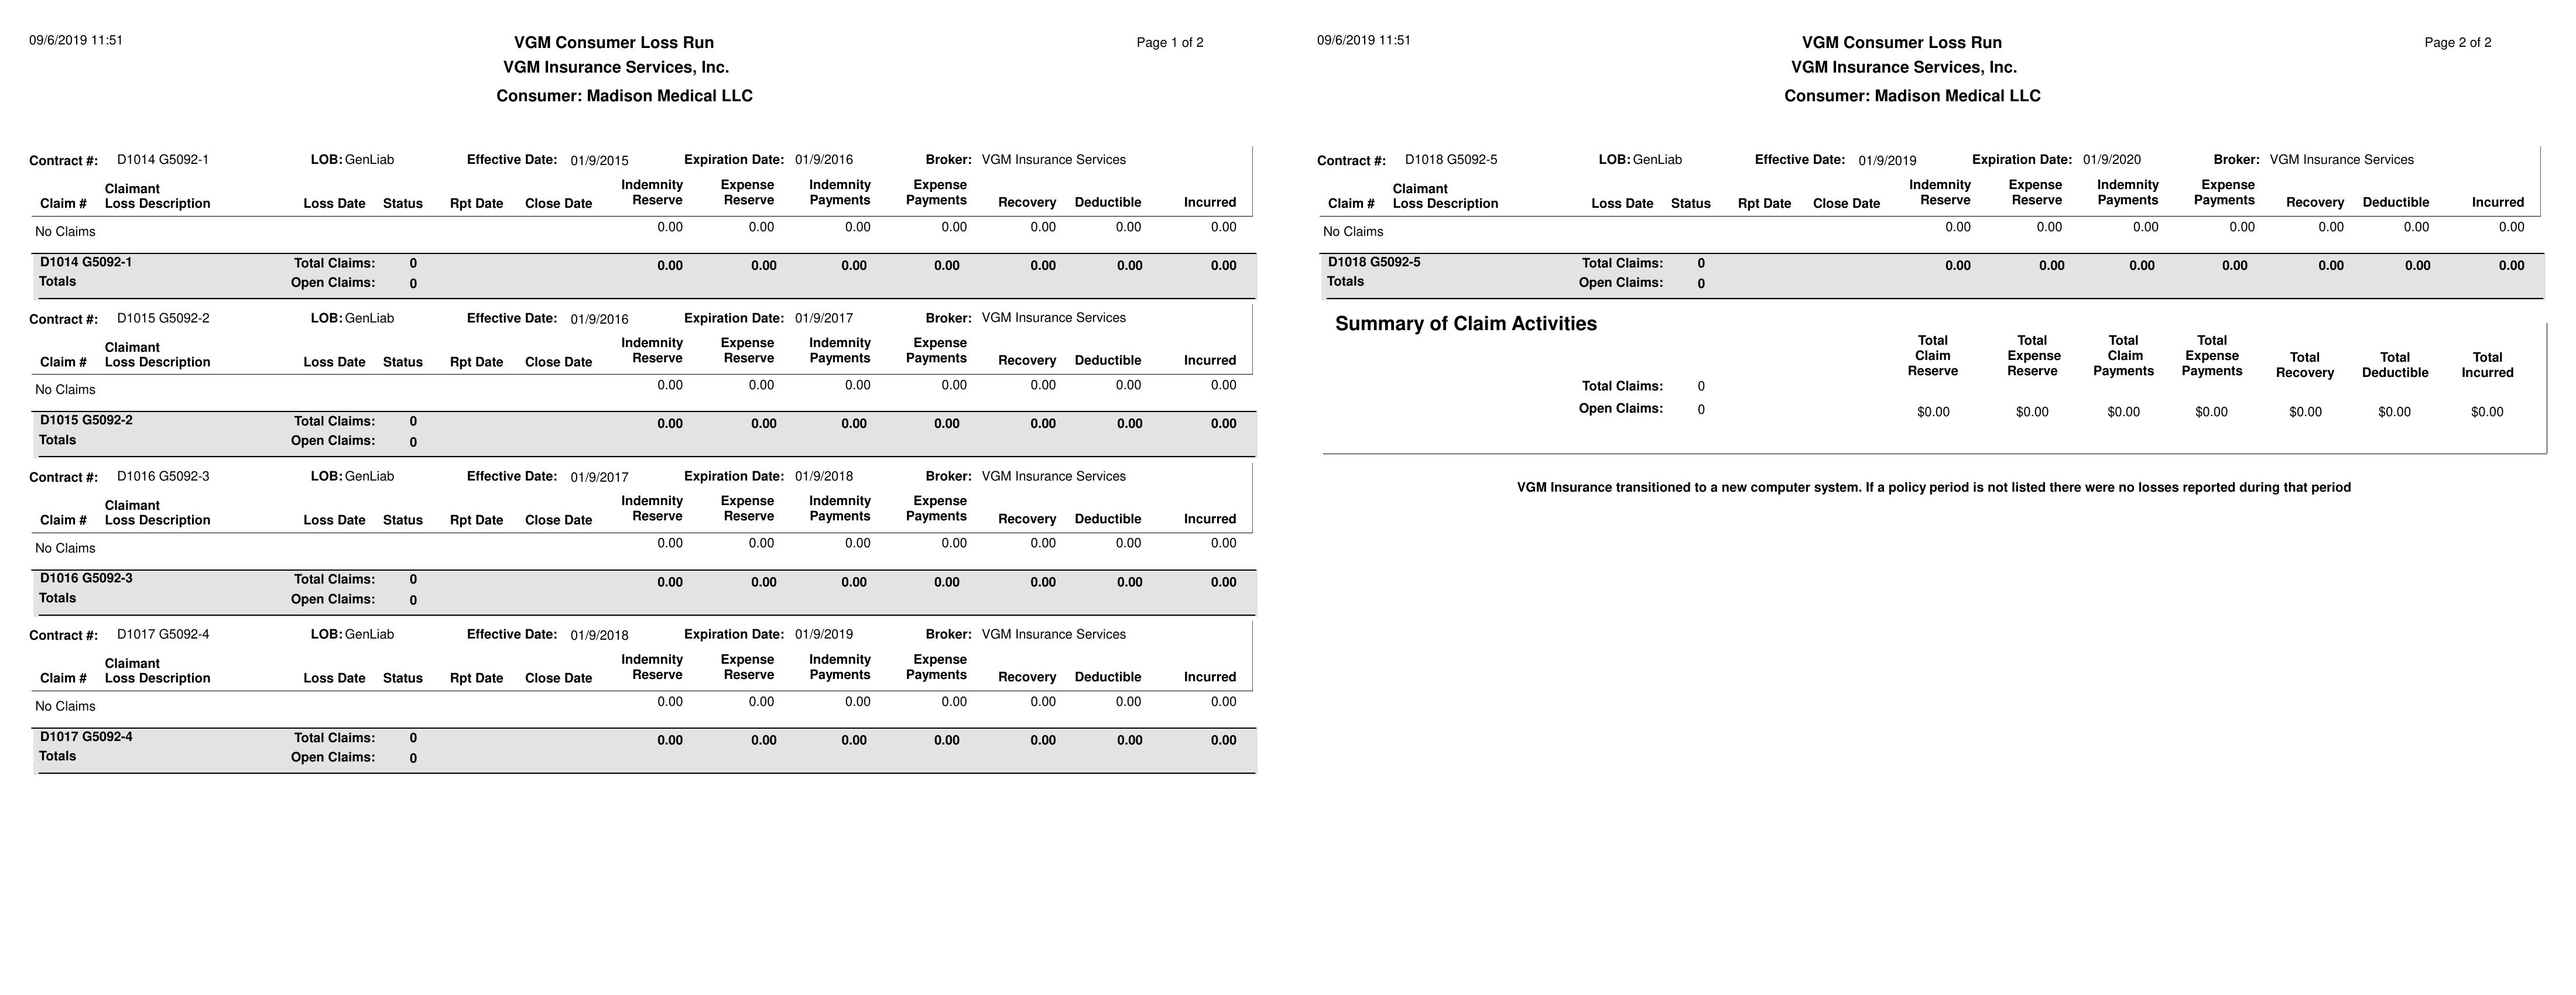 09/6/2019 11:51
VGM Consumer Loss Run
Page 1 of 2
VGM Insurance Services, Inc.
Consumer: Madison Medical LLC
Contract #: D1014 G5092-1 LOB: GenLiab Effective Date: 01/9/2015 Expiration Date: 01/9/2016 Broker: VGM Insurance Services
Claimant Indemnity Expense Indemnity Expense
Claim # Loss Description Loss Date Status Rpt Date Close Date Reserve Reserve Payments Payments Recovery Deductible Incurred
No Claims 0.00 0.00 0.00 0.00 0.00 0.00 0.00
D1014 G5092-1 Total Claims: 0 0.00 0.00 0.00 0.00 0.00 0.00 0.00
Totals Open Claims: 0
Contract #: D1015 G5092-2 LOB: GenLiab Effective Date: 01/9/2016 Expiration Date: 01/9/2017 Broker: VGM Insurance Services
Claimant Indemnity Expense Indemnity Expense
Claim # Loss Description Loss Date Status Rpt Date Close Date Reserve Reserve Payments Payments Recovery Deductible Incurred
No Claims 0.00 0.00 0.00 0.00 0.00 0.00 0.00
D1015 G5092-2 Total Claims: 0 0.00 0.00 0.00 0.00 0.00 0.00 0.00
Totals Open Claims: 0
Contract #: D1016 G5092-3 LOB: GenLiab Effective Date: 01/9/2017 Expiration Date: 01/9/2018 Broker: VGM Insurance Services
Claimant Indemnity Expense Indemnity Expense
Claim # Loss Description Loss Date Status Rpt Date Close Date Reserve Reserve Payments Payments Recovery Deductible Incurred
No Claims 0.00 0.00 0.00 0.00 0.00 0.00 0.00
D1016 G5092-3 Total Claims: 0 0.00 0.00 0.00 0.00 0.00 0.00 0.00
Totals Open Claims: 0
Contract #: D1017 G5092-4 LOB: GenLiab Effective Date: 01/9/2018 Expiration Date: 01/9/2019 Broker: VGM Insurance Services
Claimant Indemnity Expense Indemnity Expense
Claim # Loss Description Loss Date Status Rpt Date Close Date Reserve Reserve Payments Payments Recovery Deductible Incurred
No Claims 0.00 0.00 0.00 0.00 0.00 0.00 0.00
D1017 G5092-4 Total Claims: 0 0.00 0.00 0.00 0.00 0.00 0.00 0.00
Totals Open Claims: 0
09/6/2019 11:51
VGM Consumer Loss Run
Page 2 of 2
VGM Insurance Services, Inc.
Consumer: Madison Medical LLC
Contract #: D1018 G5092-5 LOB: GenLiab Effective Date: 01/9/2019 Expiration Date: 01/9/2020 Broker: VGM Insurance Services
Claimant Indemnity Expense Indemnity Expense
Claim # Loss Description Loss Date Status Rpt Date Close Date Reserve Reserve Payments Payments Recovery Deductible Incurred
No Claims 0.00 0.00 0.00 0.00 0.00 0.00 0.00
D1018 G5092-5 Total Claims: 0 0.00 0.00 0.00 0.00 0.00 0.00 0.00
Totals Open Claims: 0
Summary of Claim Activities
Total Total Total Total
Claim Expense Claim Expense Total Total Total
Reserve Reserve Payments Payments Recovery Deductible Incurred
Total Claims: 0
Open Claims: 0 $0.00 $0.00 $0.00 $0.00 $0.00 $0.00 $0.00
VGM Insurance transitioned to a new computer system. If a policy period is not listed there were no losses reported during that period